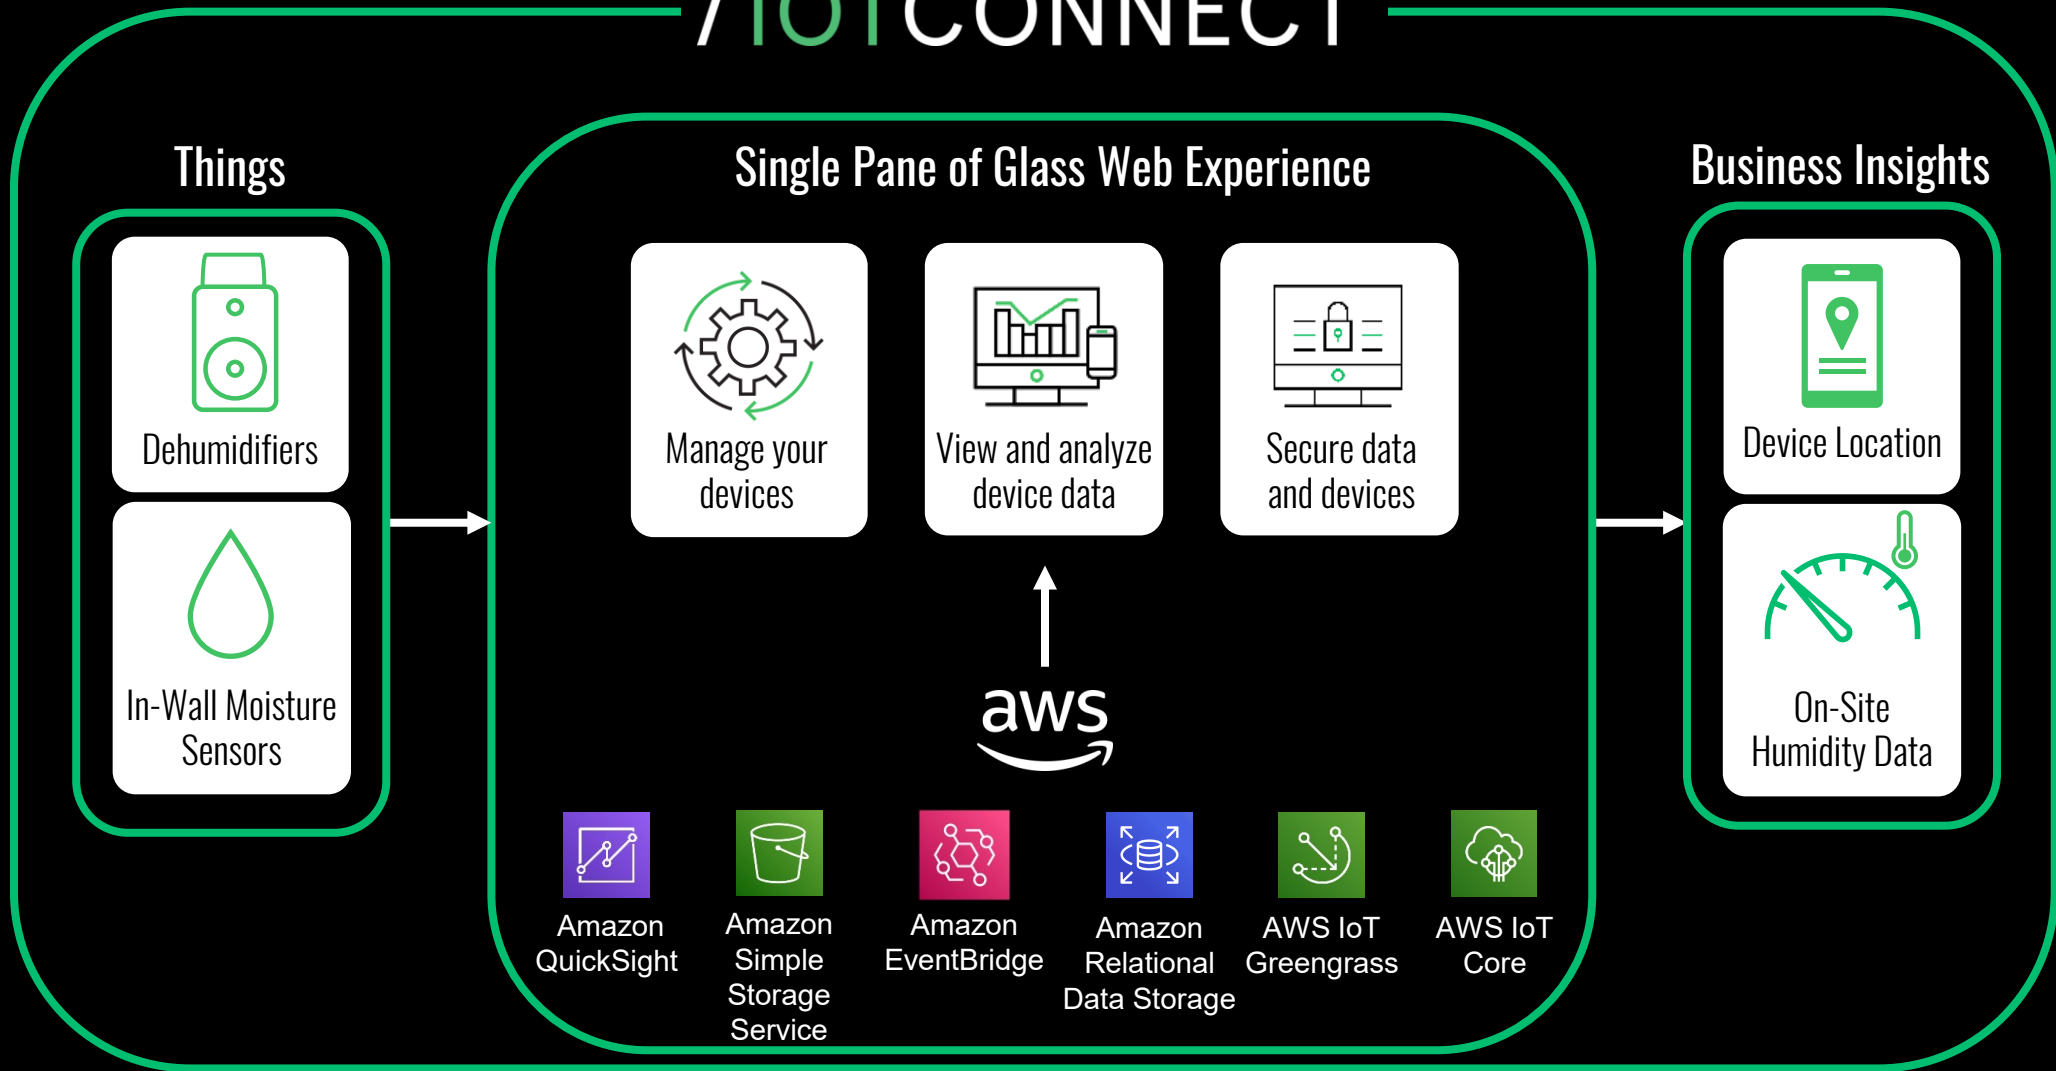 /IOTCONNECT
Things
Dehumidifiers
In-Wall Moisture
Sensors
Single Pane of Glass Web Experience
Manage your
devices
View and analyze
device data
Secure data
and devices
aws
Amazon
QuickSight
Amazon
Simple
Storage
Service
Amazon
EventBridge
Amazon
Relational
Data Storage
AWS IoT
Greengrass
AWS IoT
Core
Business Insights
Device Location
On-Site
Humidity Data